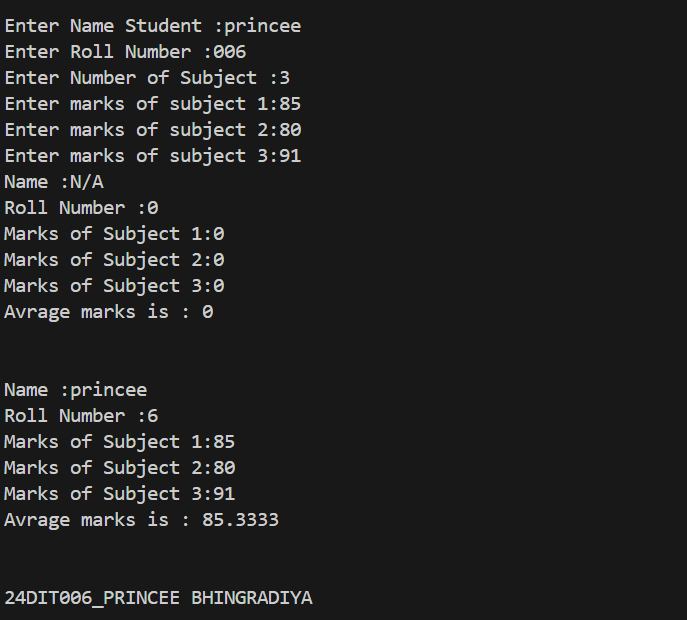 Enter Name Student :princee
Enter Roll Number :006
Enter Number of Subject :3
Enter marks of subject 1:85
Enter marks of subject 2:80
Enter marks of subject 3:91
Name :N/A
Roll Number :0
Marks of Subject 1:0
Marks of Subject 2:0
Marks of Subject 3:0
Avrage marks is : 0
Name :princee
Roll Number :6
Marks of Subject 1:85
Marks of Subject 2:80
Marks of Subject 3:91
Avrage marks is : 85.3333
24DIT006_PRINCEE BHINGRADIYA